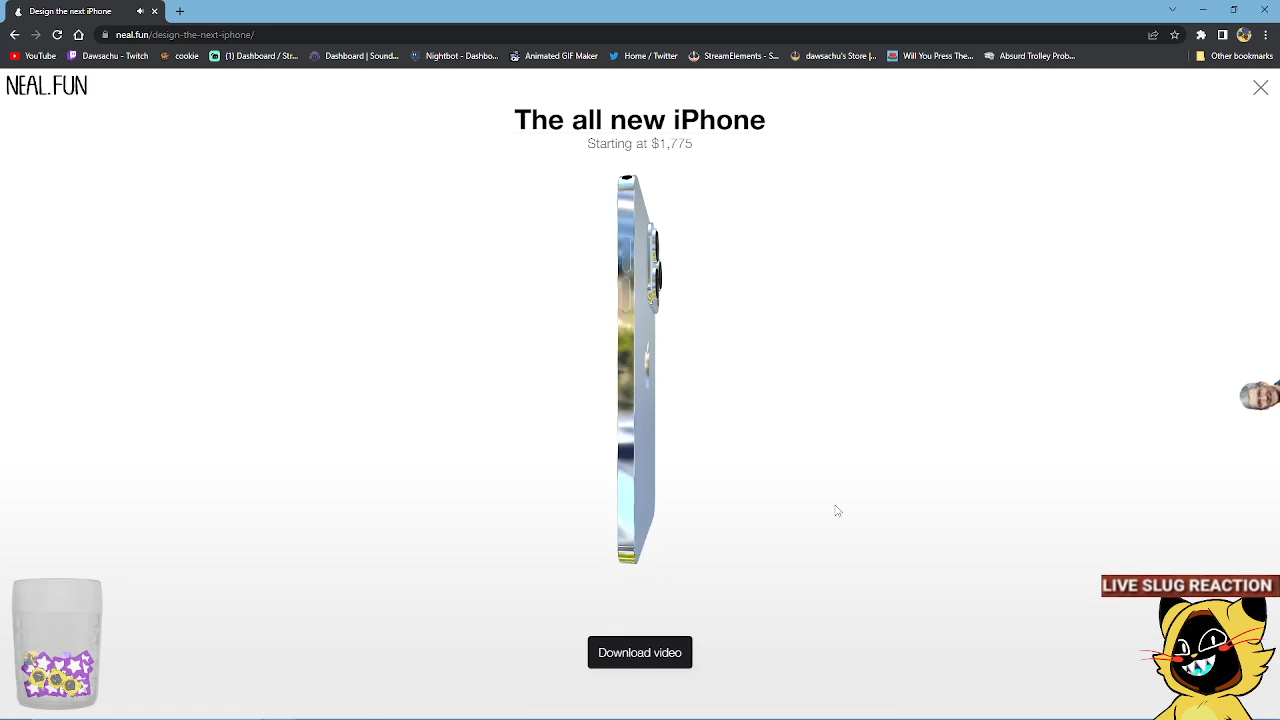 Design the next iPhone
neal.fun/design-the-next-iphone/
YouTube
Dawsachu - Twitch
cookie
(1) Dashboard / Str...
Dashboard | Sound...
Nightbot - Dashbo...
Animated GIF Maker
Home / Twitter
StreamElements - S...
dawsachu's Store |...
Will You Press The...
Absurd Trolley Prob...
Other bookmarks
NEAL.FUN
The all new iPhone
Starting at $1,775
LIVE SLUG REACTION
Download video